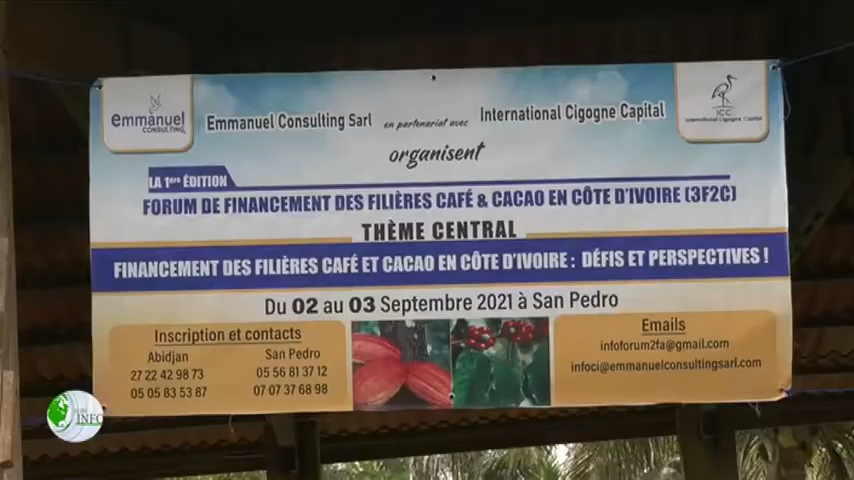 emmanuel
CONSULTING
Emmanuel Consulting Sarl en partenariat avec International Cigogne Capital
ICC
International Cigogne Capital
organisent
LA 1ère ÉDITION
FORUM DE FINANCEMENT DES FILIÈRES CAFÉ & CACAO EN CÔTE D'IVOIRE (3F2C)
THÈME CENTRAL
FINANCEMENT DES FILIÈRES CAFÉ ET CACAO EN CÔTE D'IVOIRE : DÉFIS ET PERSPECTIVES !
Du 02 au 03 Septembre 2021 à San Pedro
Inscription et contacts
Abidjan
27 22 42 98 73
05 05 83 53 87
San Pedro
05 56 81 37 12
07 07 37 68 98
Emails
infoforum2fa@gmail.com
infoci@emmanuelconsultingsarl.com
INFO